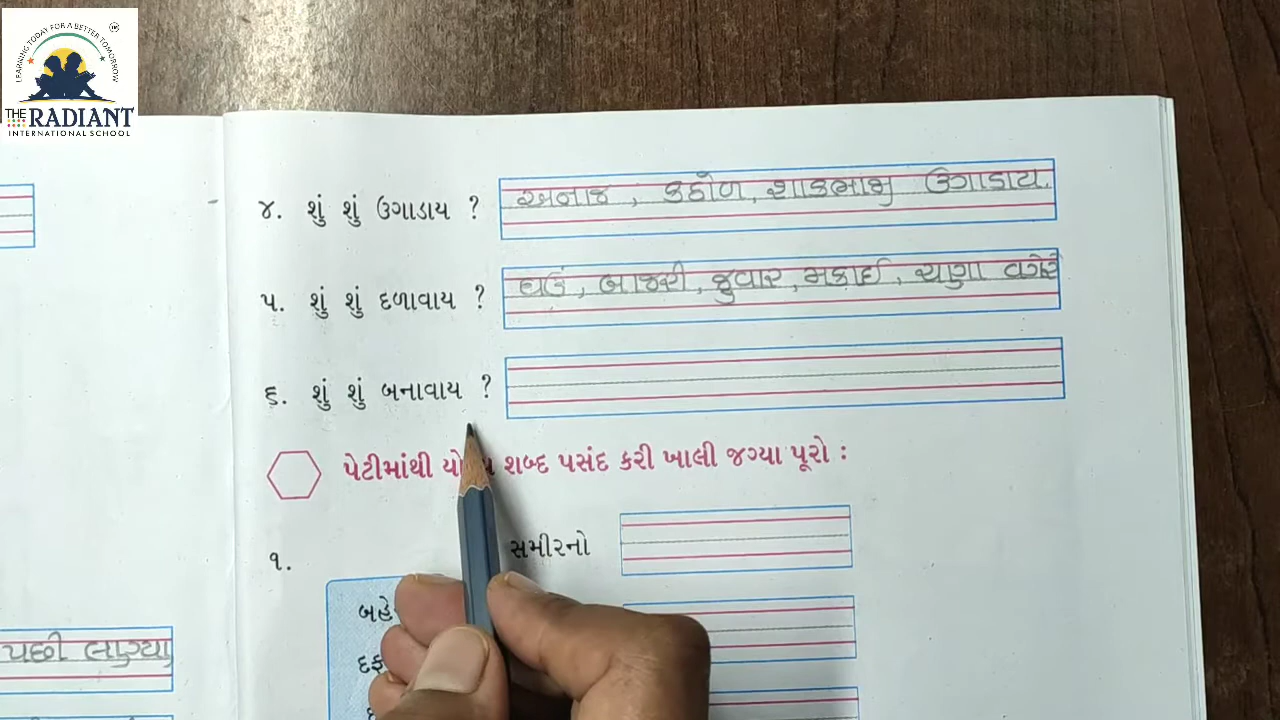 LEARNING TODAY FOR A BETTER TOMORROW
THE RADIANT
INTERNATIONAL SCHOOL
૪. શું શું ઉગાડાય ? અનાજ , કઠોળ, શાકભાજી ઉગાડાય.
૫. શું શું દળાવાય ? ઘઉં, બાજરી, જુવાર, મકાઈ, ચણા વગેરે
૬. શું શું બનાવાય ?
પેટીમાંથી શબ્દ પસંદ કરી ખાલી જગ્યા પૂરો :
૧. સમીરનો
પછી લાગ્યા